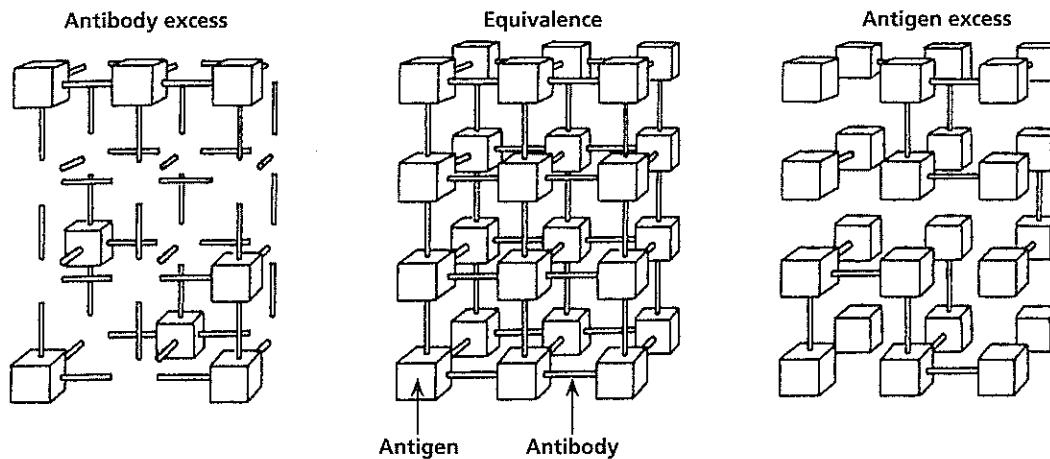 Antibody excess
Equivalence
Antigen excess
Antigen
Antibody